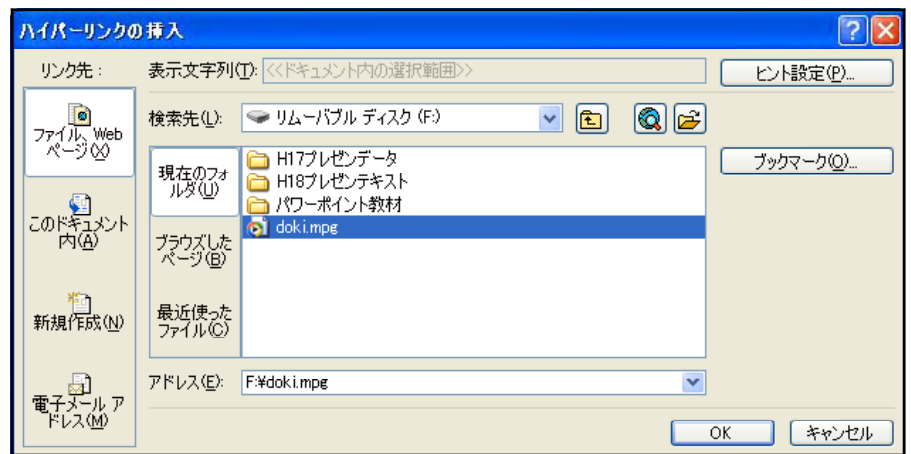 ハイパーリンクの挿入
リンク先：
表示文字列(T):
<<ドキュメント内の選択範囲>>
ヒント設定(P)...
ファイル、Web
ページ(X)
検索先(L):
リムーバブル ディスク (F:)
現在のフォ
ルダ(U)
H17プレゼンデータ
H18プレゼンテキスト
パワーポイント教材
doki.mpg
ブックマーク(O)...
このドキュメント
内(A)
ブラウズした
ページ(B)
新規作成(N)
最近使った
ファイル(C)
電子メール ア
ドレス(M)
アドレス(E):
F:¥doki.mpg
OK
キャンセル